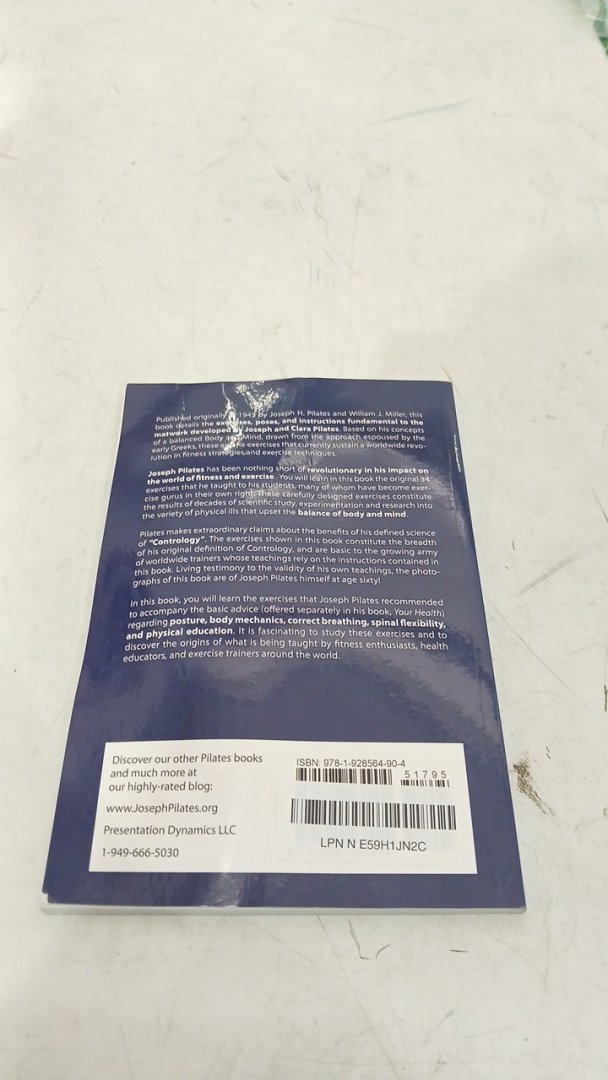 Published originally in 1945 by Joseph H. Pilates and William J. Miller, this
book details the exercises, poses, and instructions fundamental to the
matwork developed by Joseph and Clara Pilates. Based on his concepts
of a balanced Body and Mind, drawn from the approach espoused by the
early Greeks, these are the exercises that currently sustain a worldwide revo-
lution in fitness strategies and exercise techniques.
Joseph Pilates has been nothing short of revolutionary in his impact on
the world of fitness and exercise. You will learn in this book the original 34
exercises that he taught to his students, many of whom have become exer-
cise gurus in their own right. These carefully designed exercises constitute
the results of decades of scientific study, experimentation and research into
the variety of physical ills that upset the balance of body and mind.
Pilates makes extraordinary claims about the benefits of his defined science
of "Contrology". The exercises shown in this book constitute the breadth
of his original definition of Contrology, and are basic to the growing army
of worldwide trainers whose teachings rely on the instructions contained in
this book. Living testimony to the validity of his own teachings, the photo-
graphs of this book are of Joseph Pilates himself at age sixty!
In this book, you will learn the exercises that Joseph Pilates recommended
to accompany the basic advice (offered separately in his book, Your Health)
regarding posture, body mechanics, correct breathing, spinal flexibility,
and physical education. It is fascinating to study these exercises and to
discover the origins of what is being taught by fitness enthusiasts, health
educators, and exercise trainers around the world.
Discover our other Pilates books
and much more at
our highly-rated blog:
www.JosephPilates.org
Presentation Dynamics LLC
1-949-666-5030
ISBN: 978-1-928564-90-4
51795
LPN N E59H1JN2C